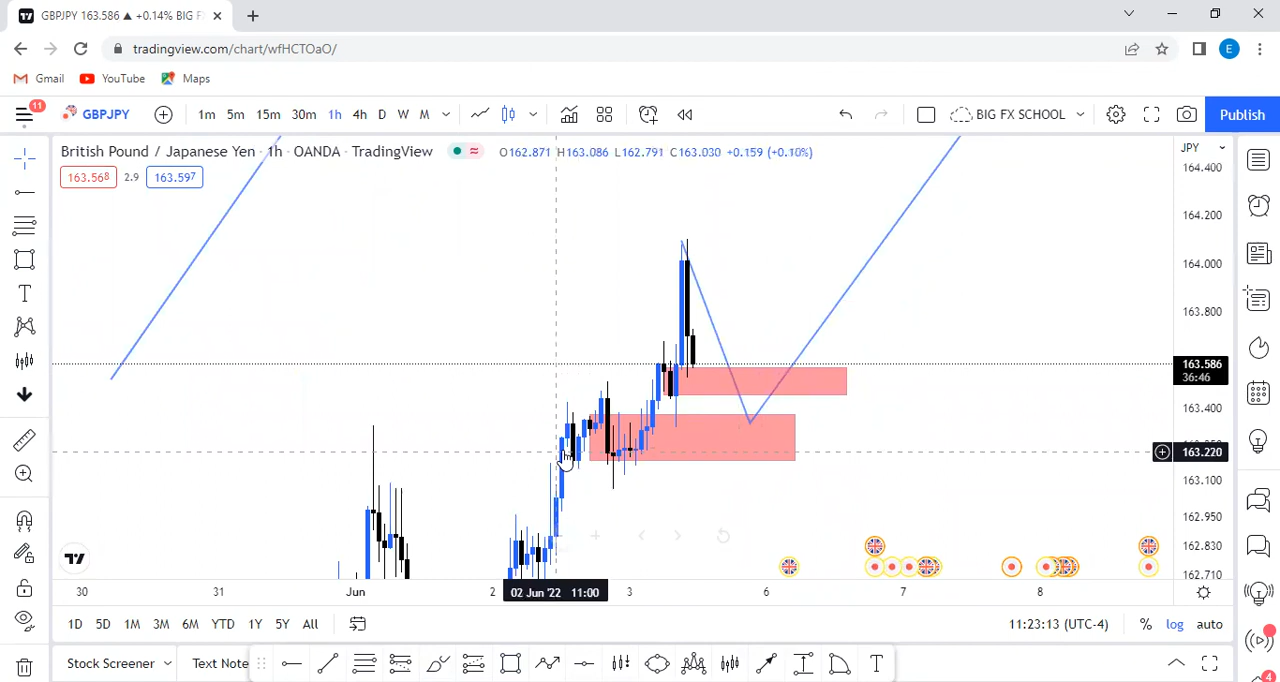 GBPJPY 163.586 ▲ +0.14% BIG F
tradingview.com/chart/wfHCTOaO/
E
Gmail YouTube Maps
11
GBPJPY 1m 5m 15m 30m 1h 4h D W M BIG FX SCHOOL Publish
British Pound / Japanese Yen · 1h · OANDA · TradingView O162.871 H163.086 L162.791 C163.030 +0.159 (+0.10%)
JPY
163.568 2.9 163.597
164.400
164.200
164.000
163.800
163.586
36:46
163.400
163.220
163.100
162.950
162.830
162.710
30 31 Jun 2 02 Jun '22 11:00 3 6 7 8
1D 5D 1M 3M 6M YTD 1Y 5Y All 11:23:13 (UTC-4) % log auto
Stock Screener Text Note T
4